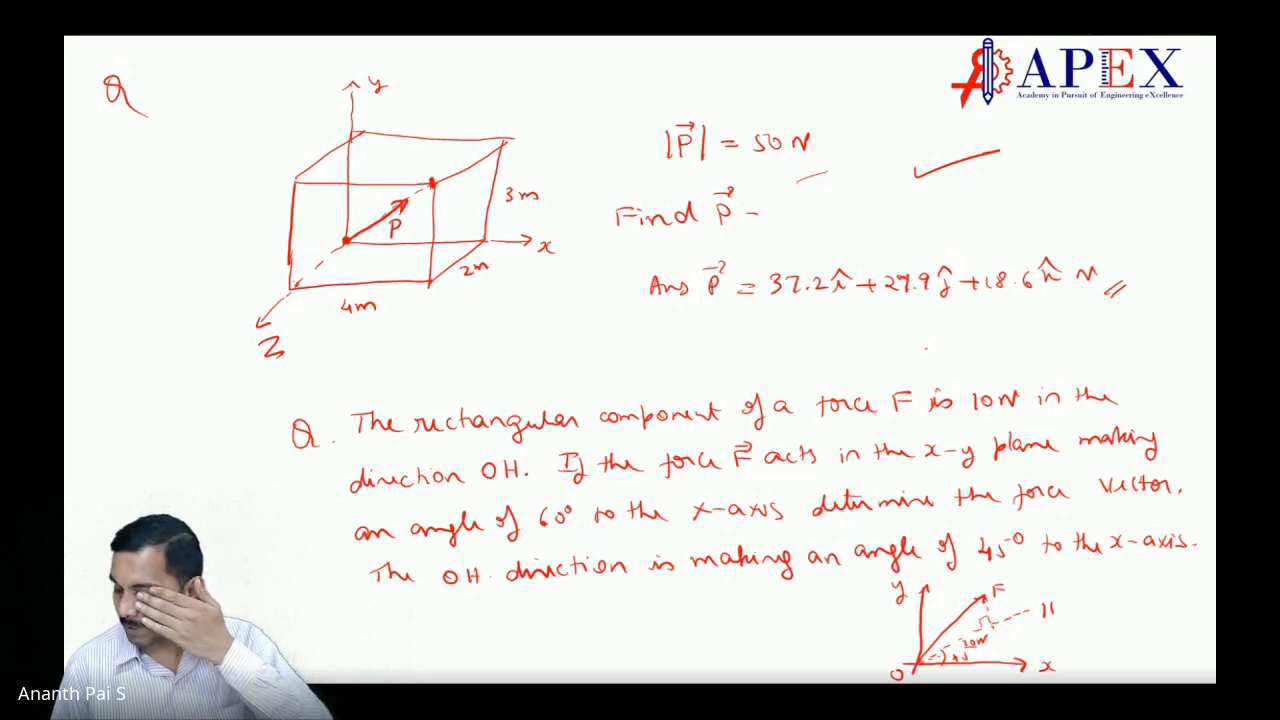 Q
APEX
Academy in Pursuit of Engineering eXcellence
y
|P⃗| = 50 N
3m
Find P⃗ -
P
x
2m
Ans P⃗ = 37.2î + 27.9ĵ + 18.6k̂ N
4m
Z
Q. The rectangular component of a force F is 10N in the
direction OH. If the force F⃗ acts in the x-y plane making
an angle of 60° to the x-axis determine the force vector.
The OH direction is making an angle of 45° to the x-axis.
y
F
H
10N
45
O
x
Ananth Pai S